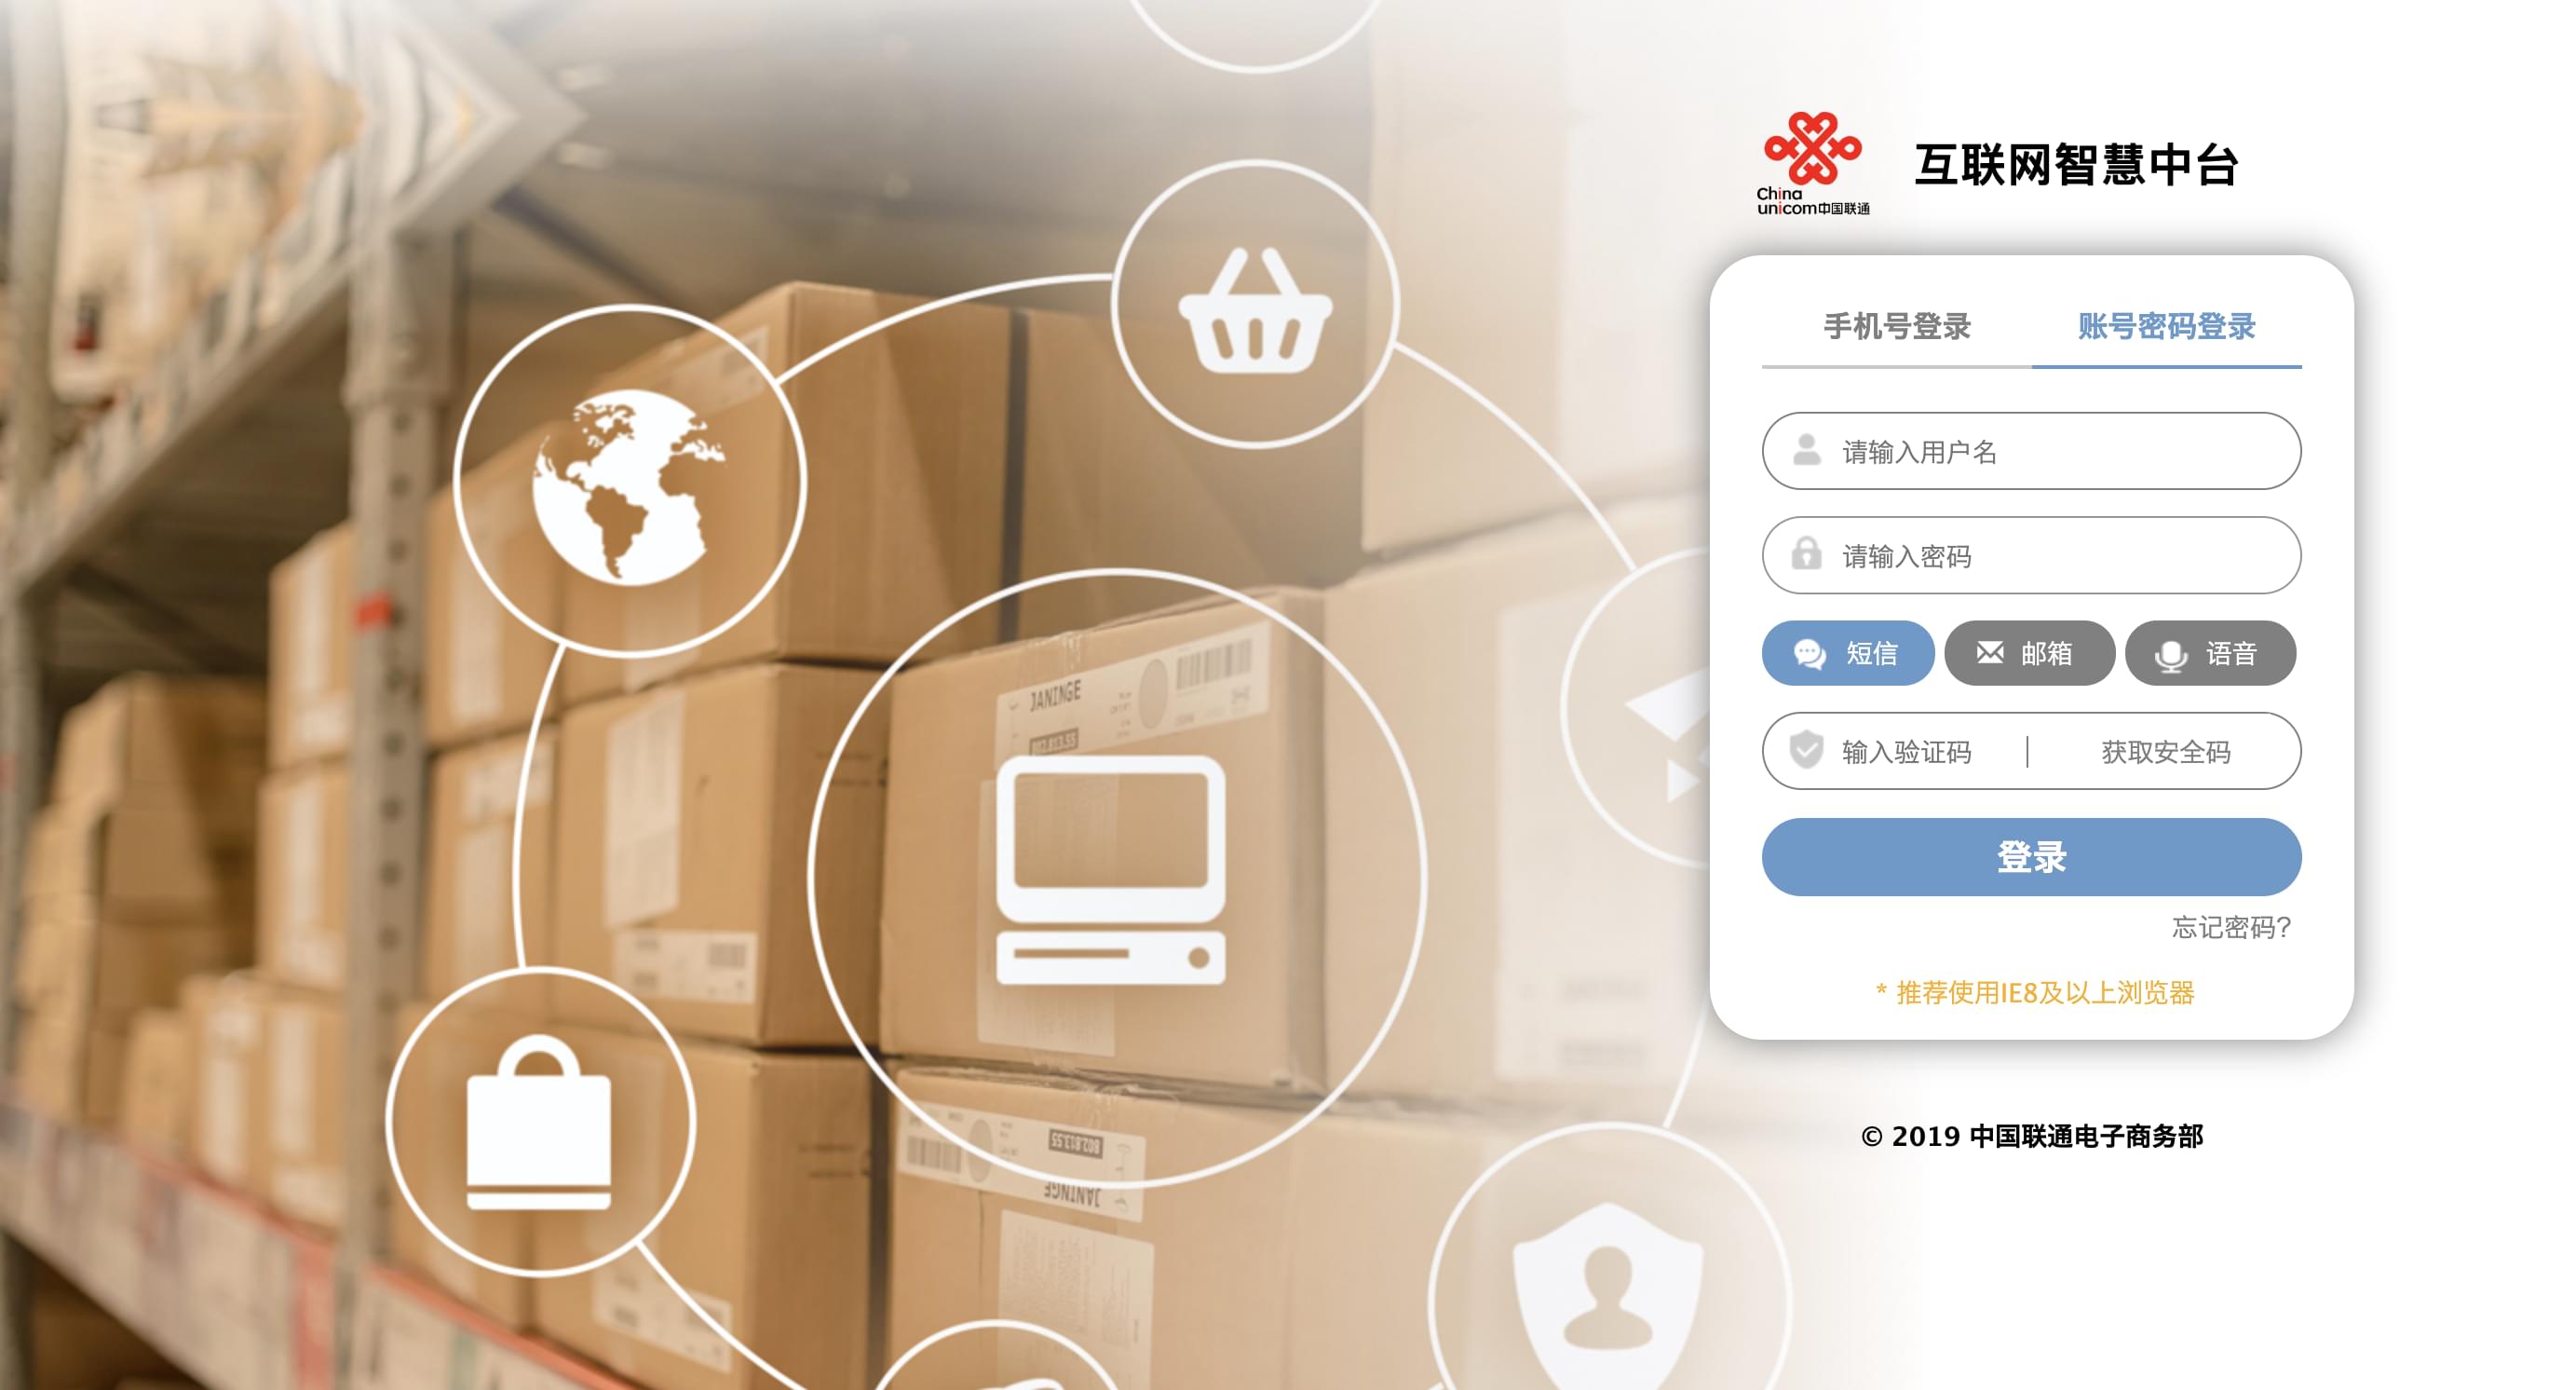 China
unicom中国联通
互联网智慧中台
手机号登录 账号密码登录
请输入用户名
请输入密码
短信 邮箱 语音
输入验证码 | 获取安全码
登录
忘记密码?
* 推荐使用IE8及以上浏览器
© 2019 中国联通电子商务部
JANINGE
802.813.55
802.813.55
JANINGE